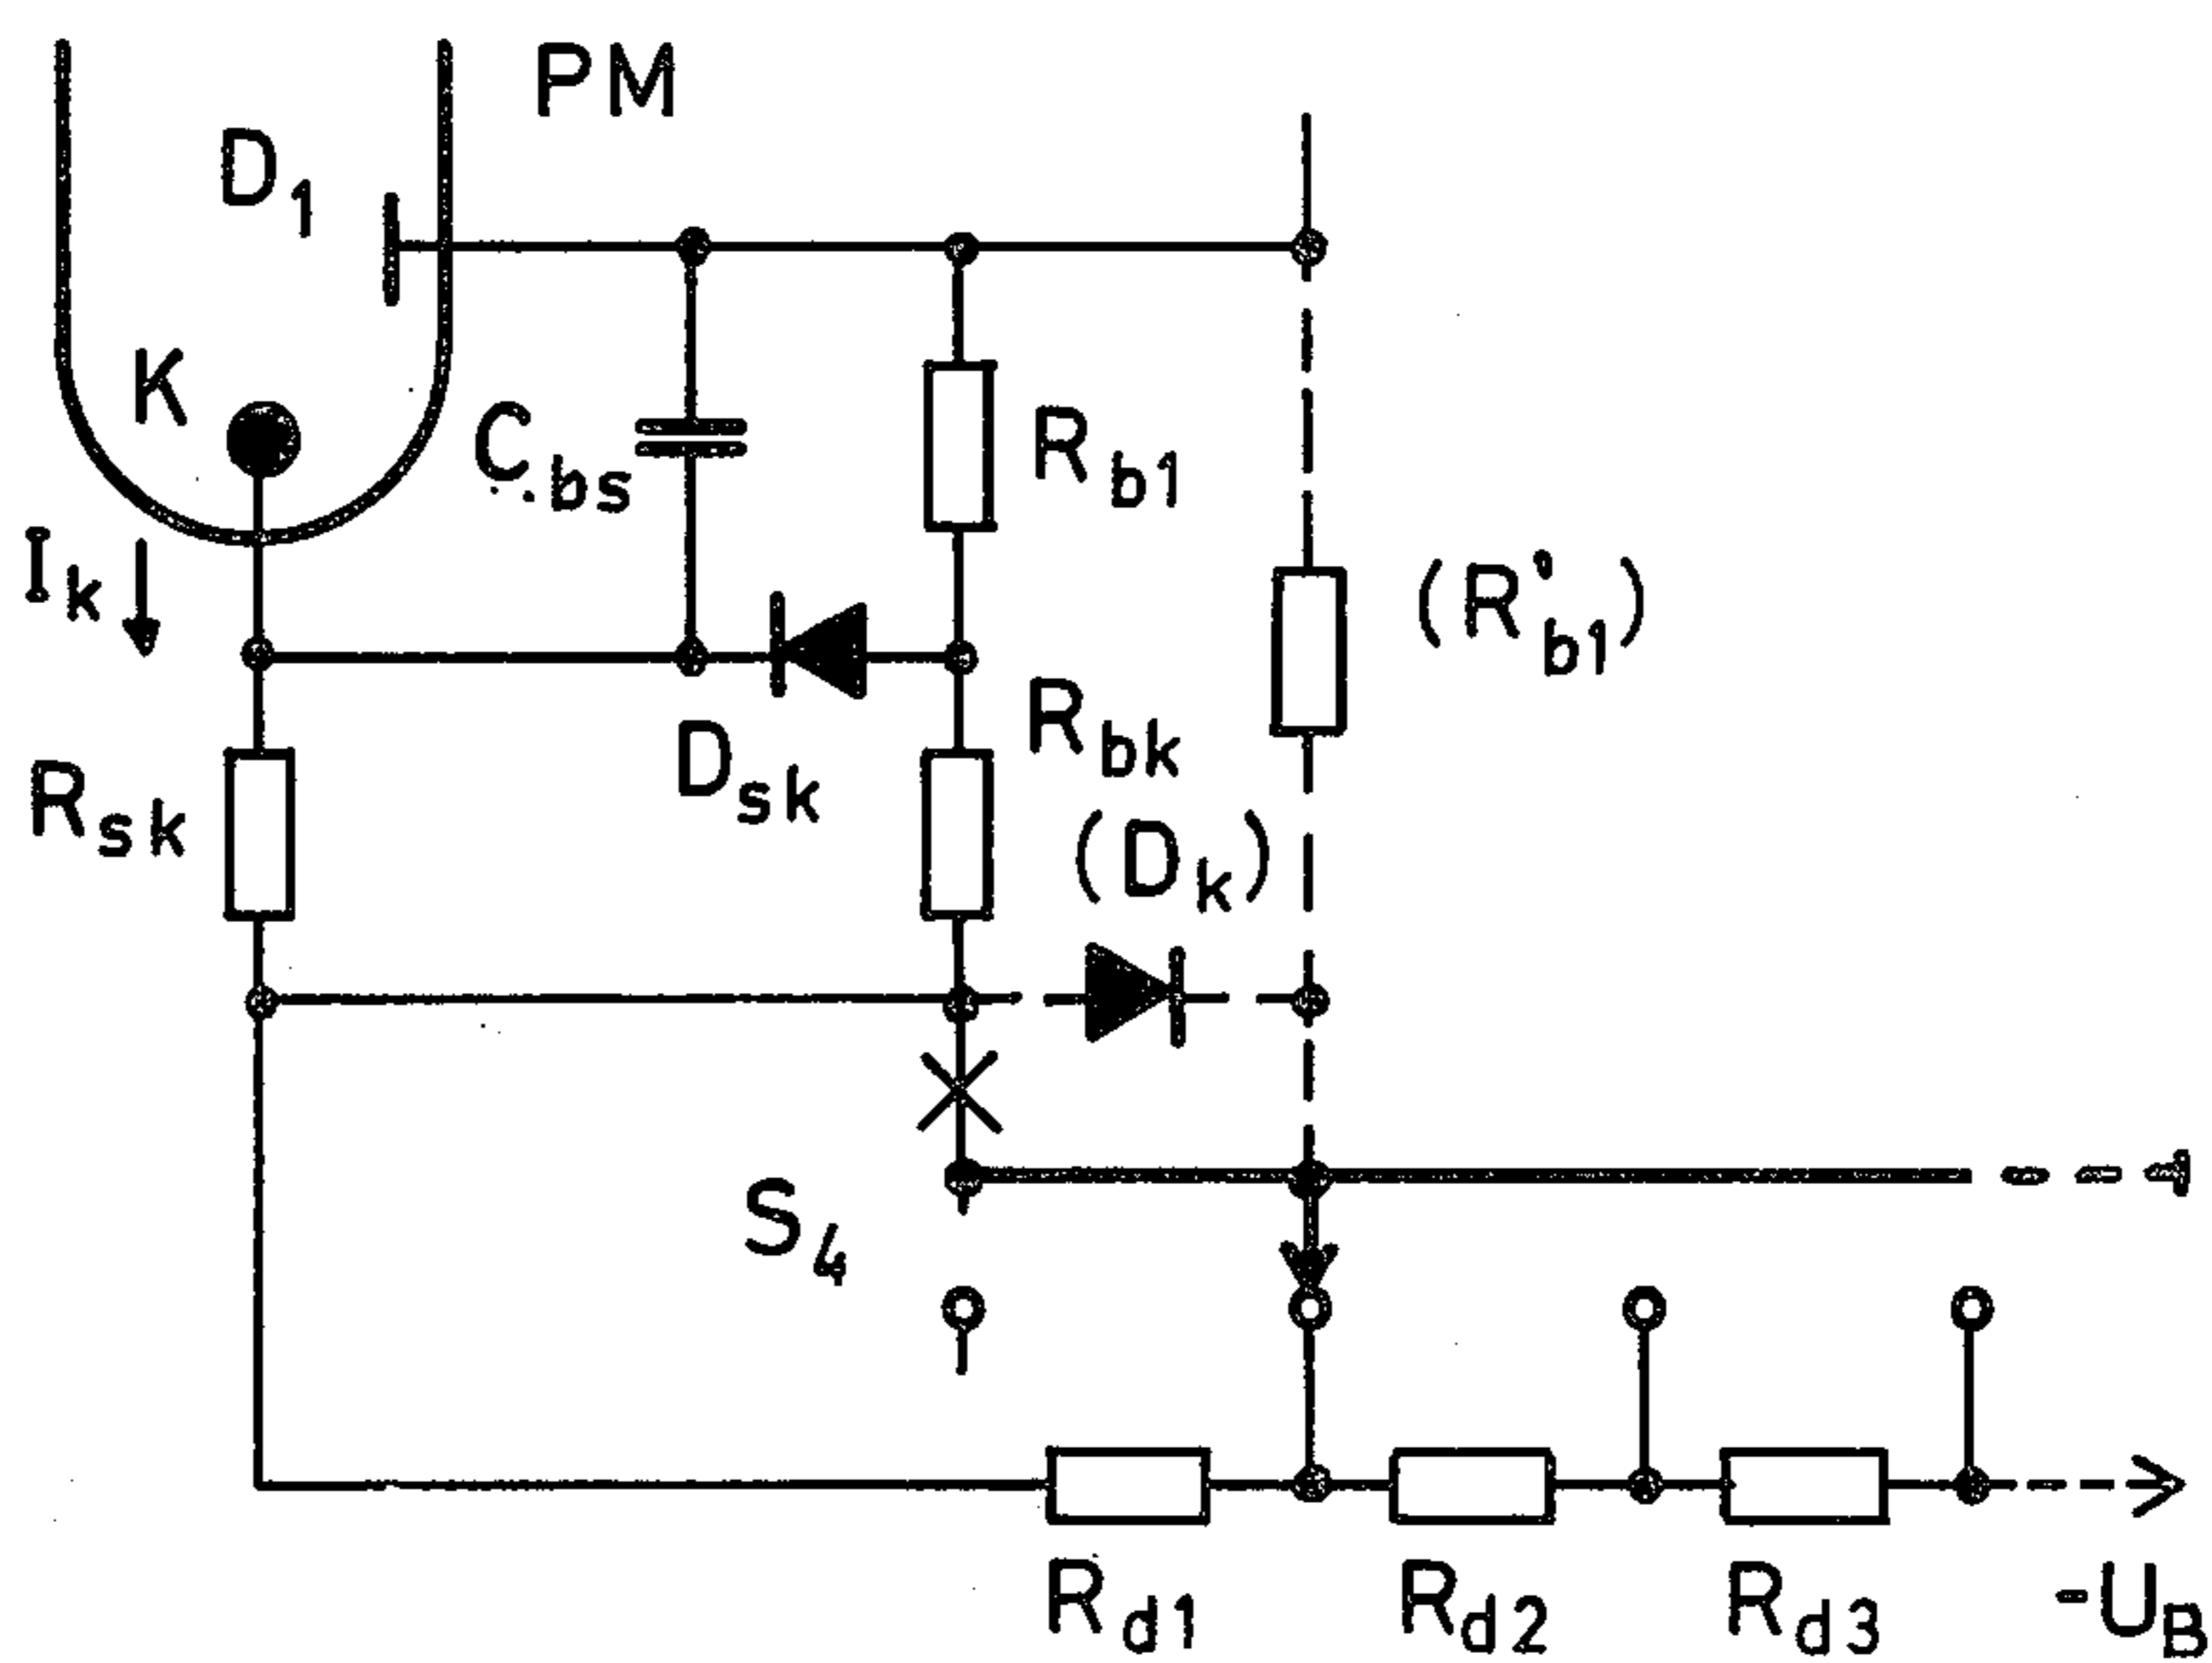 PM
D1
K
Cbs
Rb1
Ik
(R'b1)
Rbk
Dsk
Rsk
(Dk)
S4
Rd1
Rd2
Rd3
-UB